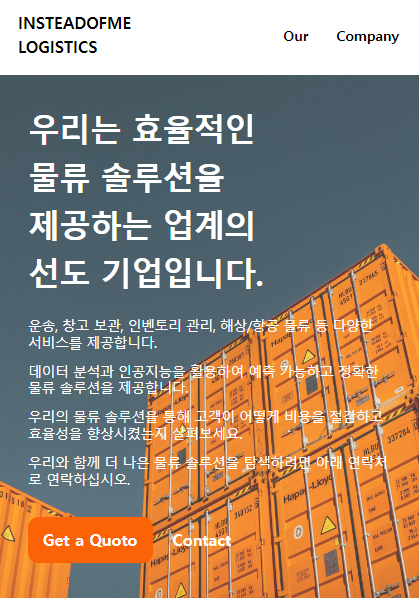 INSTEADOFME
LOGISTICS
Our
Company
우리는 효율적인
물류 솔루션을
제공하는 업계의
선도 기업입니다.
운송, 창고 보관, 인벤토리 관리, 해상/항공 물류 등 다양한
서비스를 제공합니다.
데이터 분석과 인공지능을 활용하여 예측 가능하고 정확한
물류 솔루션을 제공합니다.
우리의 물류 솔루션을 통해 고객이 어떻게 비용을 절감하고
효율성을 향상시켰는지 살펴보세요.
우리와 함께 더 나은 물류 솔루션을 탐색하려면 아래 연락처
로 연락하십시오.
Get a Quoto
Contact
HLBU
Hapag-Lloyd